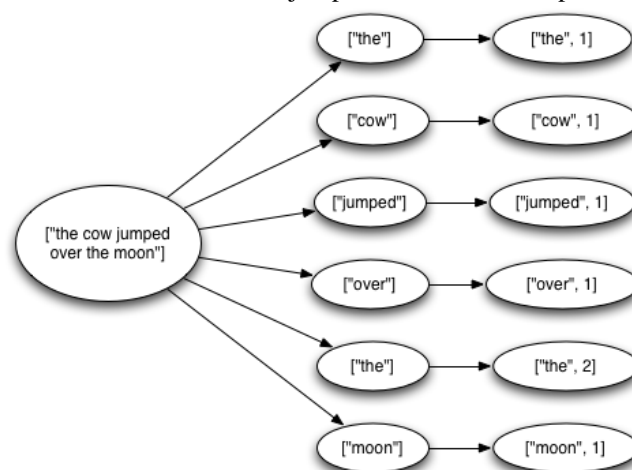 ["the"]
["the", 1]
["cow"]
["cow", 1]
["jumped"]
["jumped", 1]
["the cow jumped
over the moon"]
["over"]
["over", 1]
["the"]
["the", 2]
["moon"]
["moon", 1]